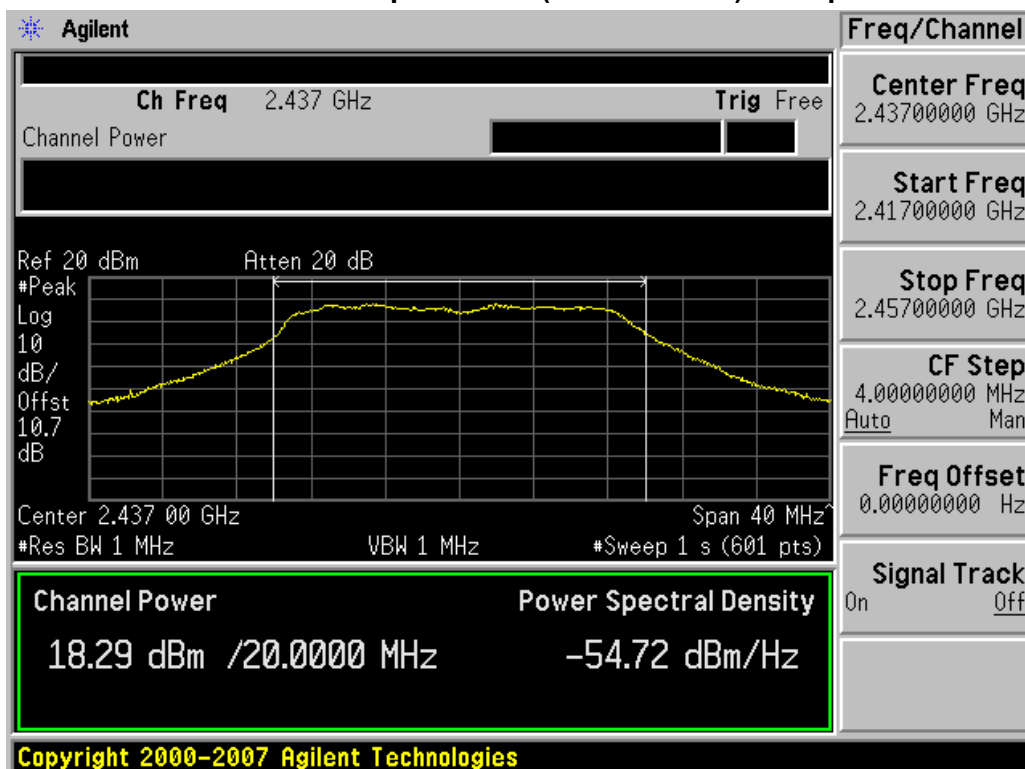 Agilent
Freq/Channel
Ch Freq 2.437 GHz Trig Free
Channel Power
Ref 20 dBm Atten 20 dB
#Peak
Log
10
dB/
Offst
10.7
dB
Center 2.437 00 GHz Span 40 MHz^
#Res BW 1 MHz VBW 1 MHz #Sweep 1 s (601 pts)
Channel Power Power Spectral Density
18.29 dBm /20.0000 MHz -54.72 dBm/Hz
Center Freq
2.43700000 GHz
Start Freq
2.41700000 GHz
Stop Freq
2.45700000 GHz
CF Step
4.00000000 MHz
Auto Man
Freq Offset
0.00000000 Hz
Signal Track
On Off
Copyright 2000-2007 Agilent Technologies